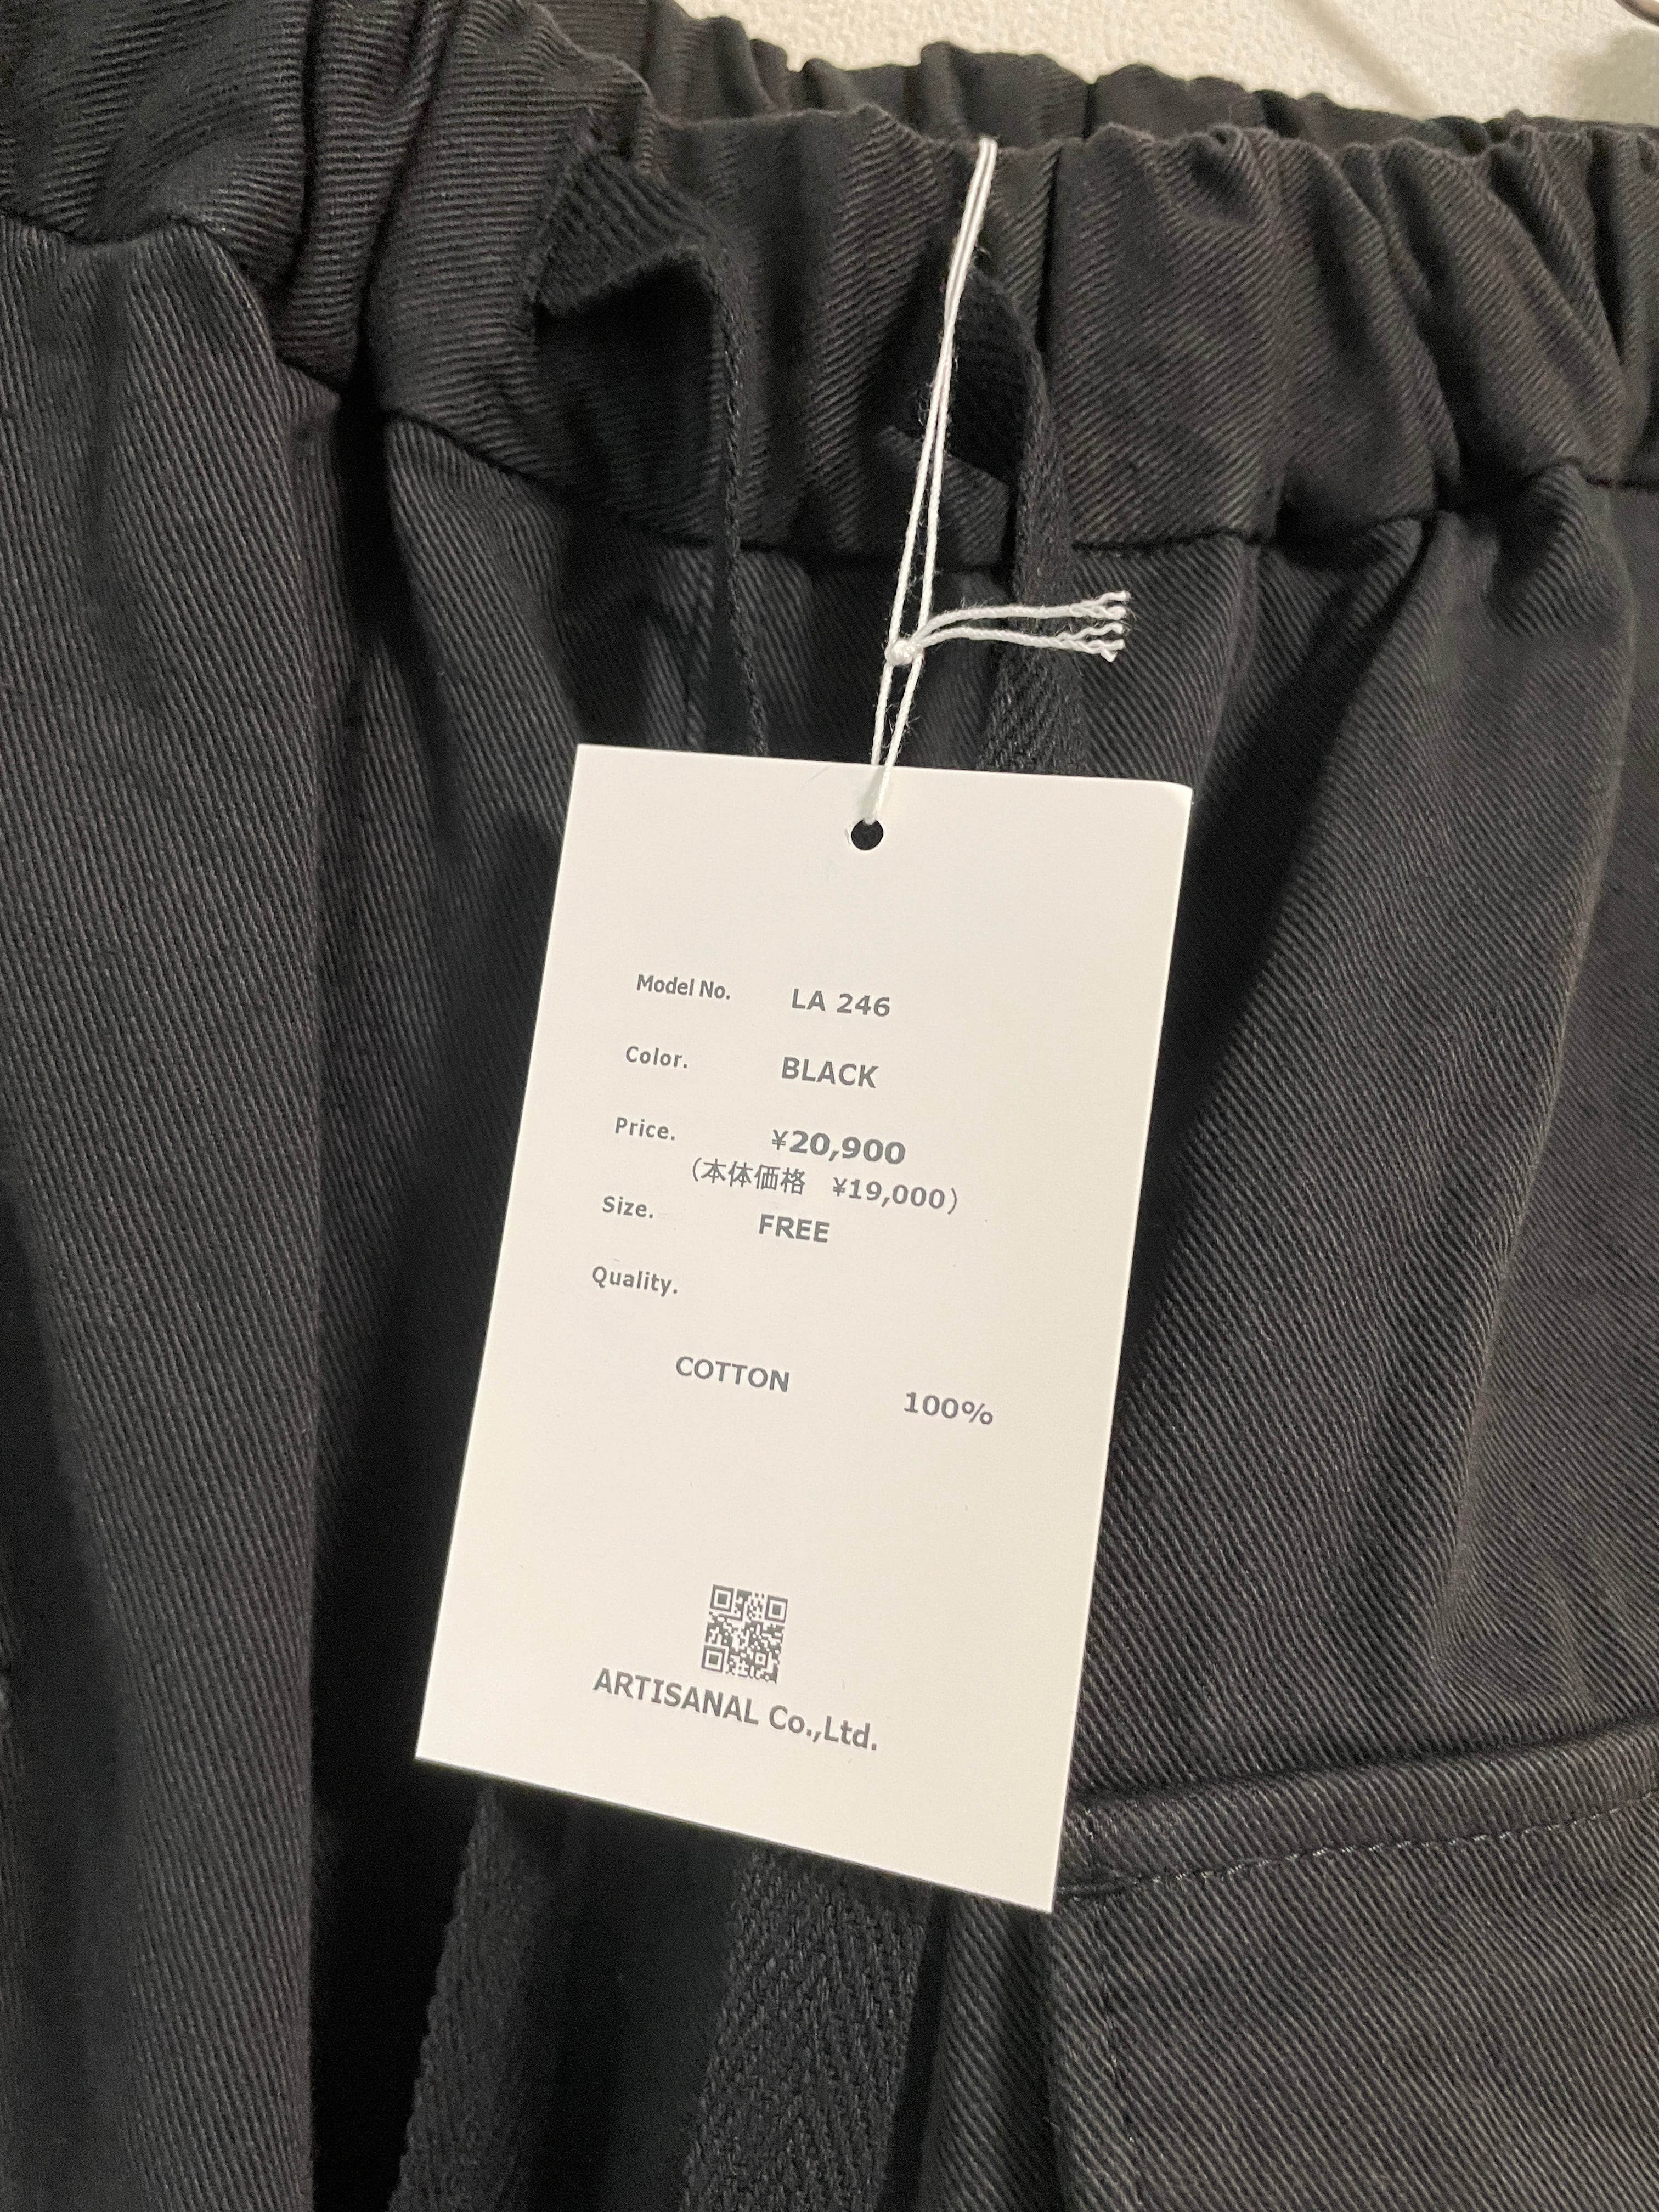 Model No. LA 246
Color. BLACK
Price. ¥20,900
(本体価格 ¥19,000)
Size. FREE
Quality.
COTTON 100%
ARTISANAL Co.,Ltd.